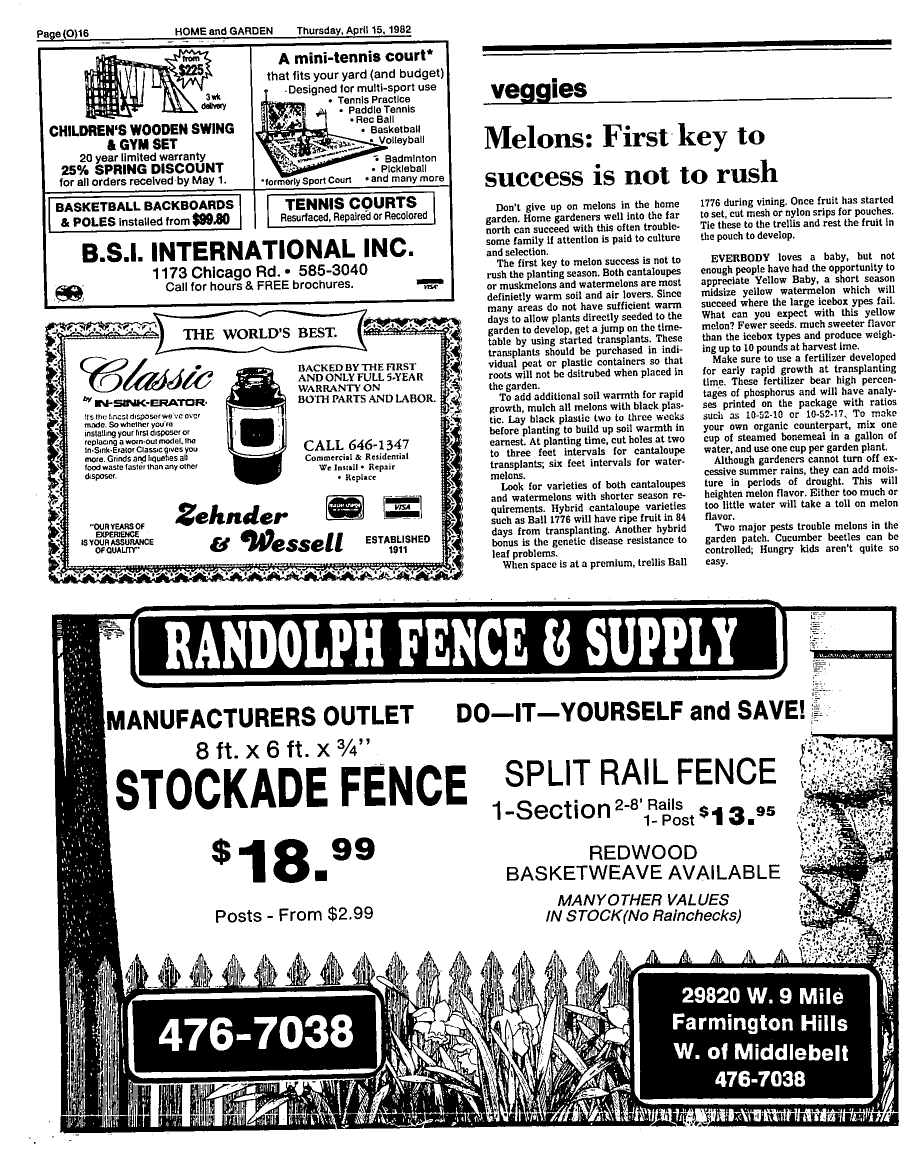 Page (O)16 HOME and GARDEN Thursday, April 15, 1982
from
$225
3 wk
delivery
CHILDREN'S WOODEN SWING
& GYM SET
20 year limited warranty
25% SPRING DISCOUNT
for all orders received by May 1.
A mini-tennis court*
that fits your yard (and budget)
Designed for multi-sport use
• Tennis Practice
• Paddle Tennis
• Rec Ball
• Basketball
• Volleyball
• Badminton
• Pickleball
*formerly Sport Court • and many more
BASKETBALL BACKBOARDS
& POLES installed from $99.80
TENNIS COURTS
Resurfaced, Repaired or Recolored
B.S.I. INTERNATIONAL INC.
1173 Chicago Rd. • 585-3040
Call for hours & FREE brochures.
VISA
THE WORLD'S BEST.
Classic
by IN-SINK-ERATOR
It's the finest disposer we've ever
made. So whether you're
installing your first disposer or
replacing a worn-out model, the
In-Sink-Erator Classic gives you
more. Grinds and liquefies all
food waste faster than any other
disposer.
BACKED BY THE FIRST
AND ONLY FULL 5-YEAR
WARRANTY ON
BOTH PARTS AND LABOR.
CALL 646-1347
Commercial & Residential
We Install • Repair
• Replace
master charge
VISA
"OUR YEARS OF
EXPERIENCE
IS YOUR ASSURANCE
OF QUALITY"
Zehnder
& Wessell
ESTABLISHED
1911
veggies
Melons: First key to
success is not to rush
Don't give up on melons in the home
garden. Home gardeners well into the far
north can succeed with this often trouble-
some family if attention is paid to culture
and selection.
The first key to melon success is not to
rush the planting season. Both cantaloupes
or muskmelons and watermelons are most
definietly warm soil and air lovers. Since
many areas do not have sufficient warm
days to allow plants directly seeded to the
garden to develop, get a jump on the time-
table by using started transplants. These
transplants should be purchased in indi-
vidual peat or plastic containers so that
roots will not be dsitrubed when placed in
the garden.
To add additional soil warmth for rapid
growth, mulch all melons with black plas-
tic. Lay black plastic two to three weeks
before planting to build up soil warmth in
earnest. At planting time, cut holes at two
to three feet intervals for cantaloupe
transplants; six feet intervals for water-
melons.
Look for varieties of both cantaloupes
and watermelons with shorter season re-
quirements. Hybrid cantaloupe varieties
such as Ball 1776 will have ripe fruit in 84
days from transplanting. Another hybrid
bonus is the genetic disease resistance to
leaf problems.
When space is at a premium, trellis Ball
1776 during vining. Once fruit has started
to set, cut mesh or nylon srips for pouches.
Tie these to the trellis and rest the fruit in
the pouch to develop.
EVERBODY loves a baby, but not
enough people have had the opportunity to
appreciate Yellow Baby, a short season
midsize yellow watermelon which will
succeed where the large icebox ypes fail.
What can you expect with this yellow
melon? Fewer seeds. much sweeter flavor
than the icebox types and produce weigh-
ing up to 10 pounds at harvest ime.
Make sure to use a fertilizer developed
for early rapid growth at transplanting
time. These fertilizer bear high percen-
tages of phosphorus and will have analy-
ses printed on the package with ratios
such as 10-52-10 or 10-52-17. To make
your own organic counterpart, mix one
cup of steamed bonemeal in a gallon of
water, and use one cup per garden plant.
Although gardeners cannot turn off ex-
cessive summer rains, they can add mois-
ture in periods of drought. This will
heighten melon flavor. Either too much or
too little water will take a toll on melon
flavor.
Two major pests trouble melons in the
garden patch. Cucumber beetles can be
controlled; Hungry kids aren't quite so
easy.
RANDOLPH FENCE & SUPPLY
MANUFACTURERS OUTLET DO—IT—YOURSELF and SAVE!
8 ft. x 6 ft. x ¾"
STOCKADE FENCE
$18.99
Posts - From $2.99
SPLIT RAIL FENCE
1-Section 2-8' Rails
1- Post $13.95
REDWOOD
BASKETWEAVE AVAILABLE
MANYOTHER VALUES
IN STOCK(No Rainchecks)
476-7038
29820 W. 9 Mile
Farmington Hills
W. of Middlebelt
476-7038